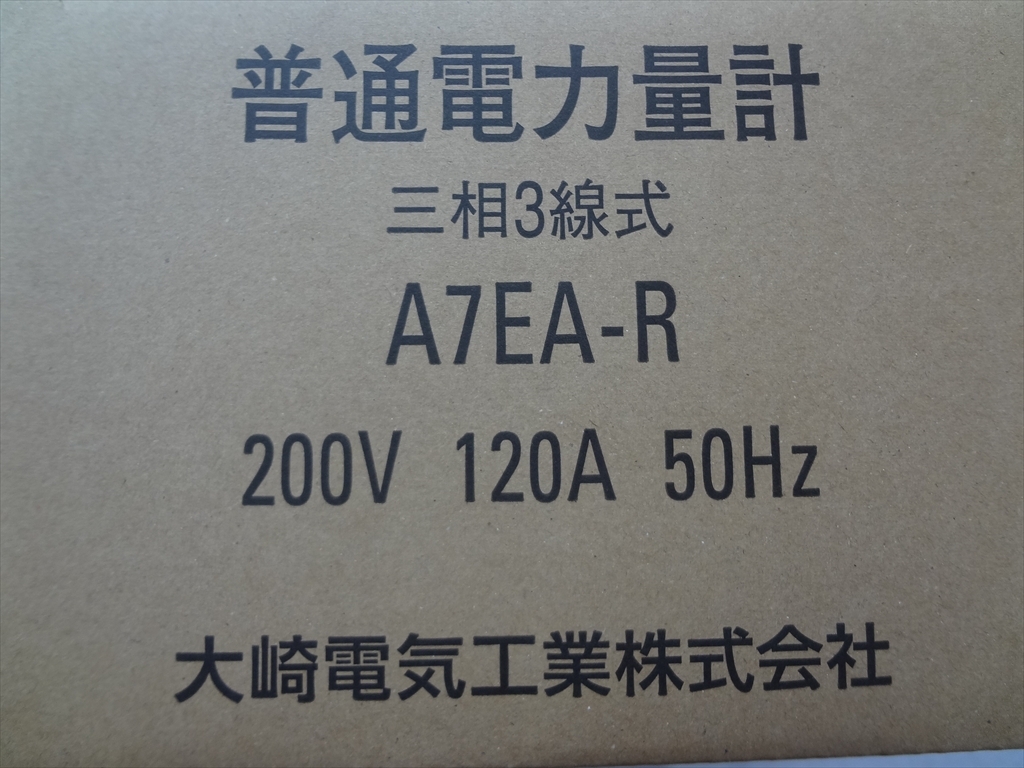 普通電力量計
三相3線式
A7EA-R
200V 120A 50Hz
大崎電気工業株式会社